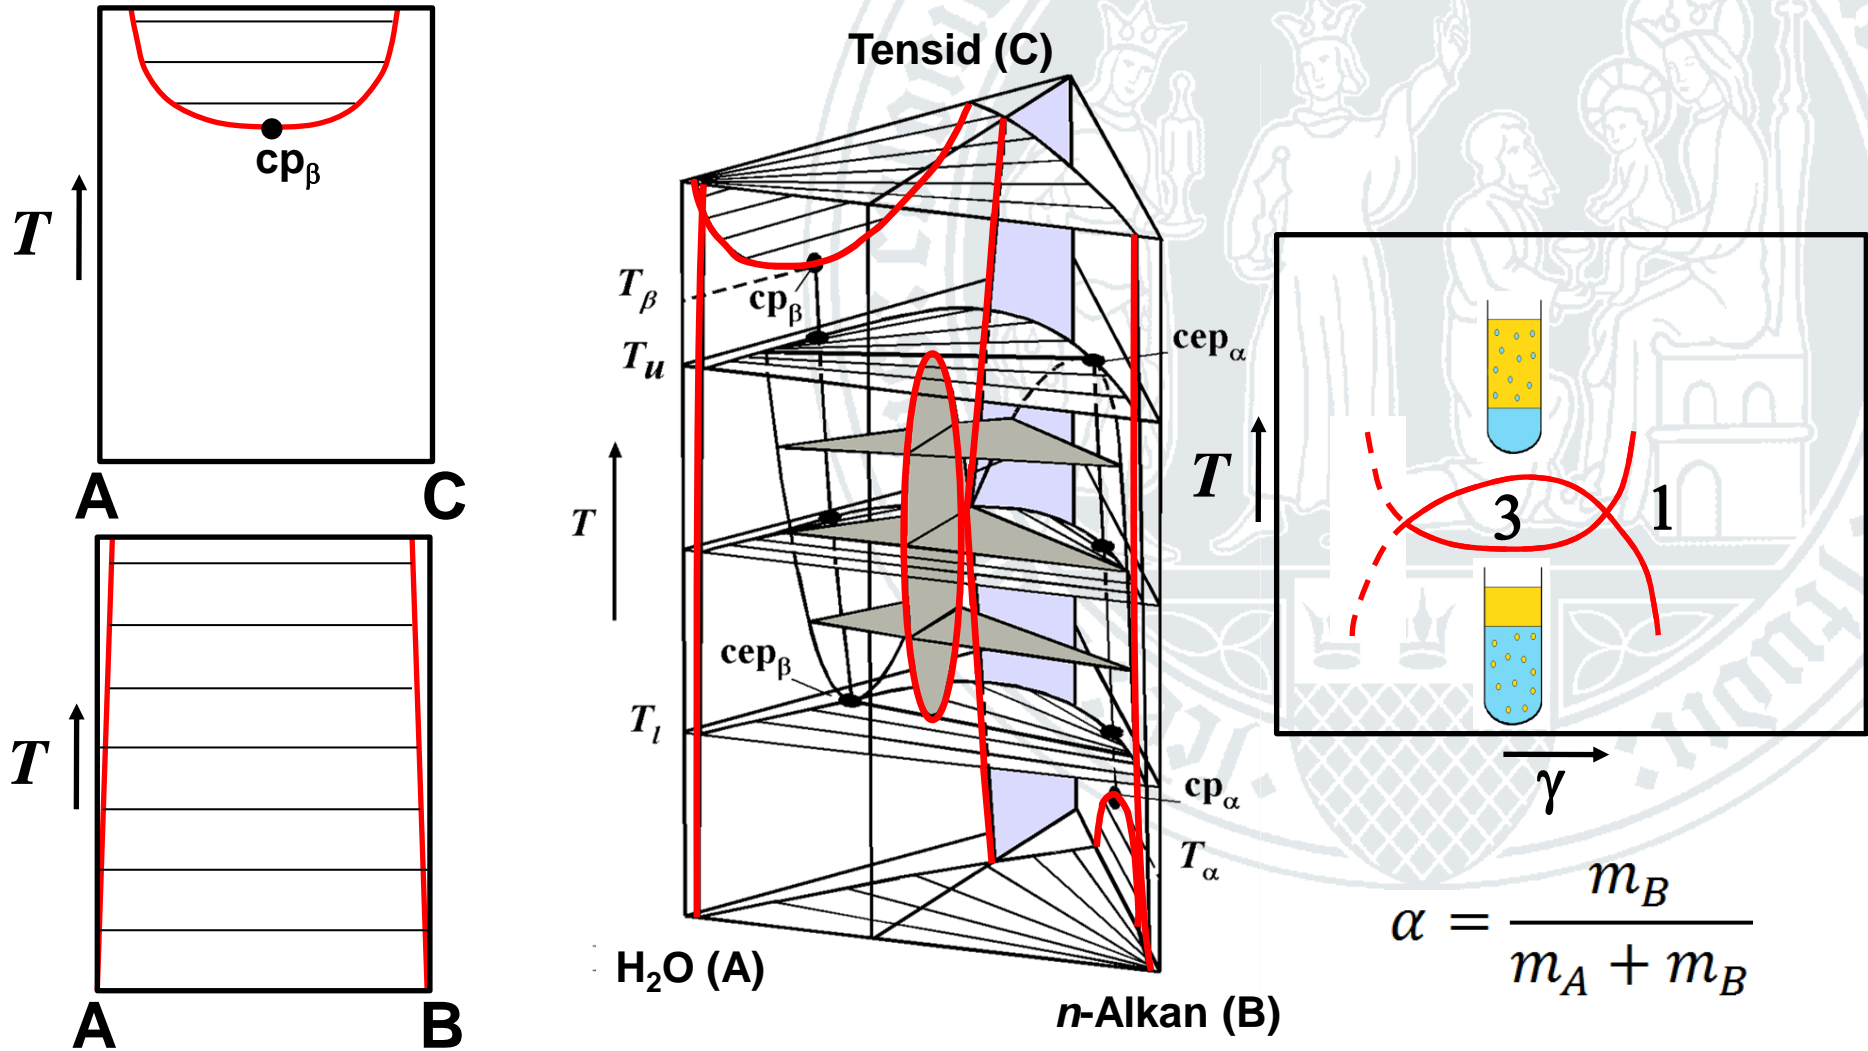 T
cpβ
A C
T
A B
Tensid (C)
Tβ
cpβ
Tu
cepα
T
cepβ
Tl
cpα
Tα
H₂O (A)
n-Alkan (B)
T
3
1
γ
α = mB / (mA + mB)